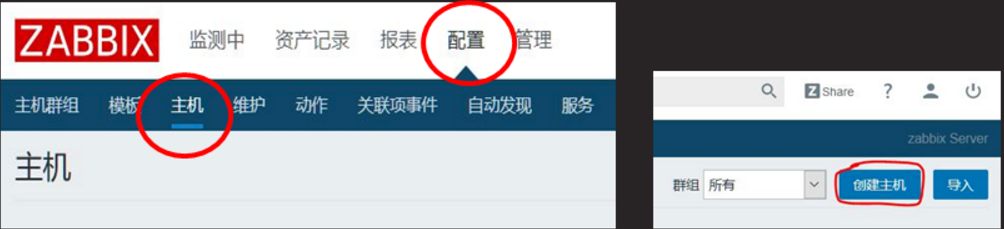 ZABBIX 监测中 资产记录 报表 配置 管理
主机群组 模板 主机 维护 动作 关联项事件 自动发现 服务
主机
Z Share ?
zabbix Server
群组 所有 创建主机 导入